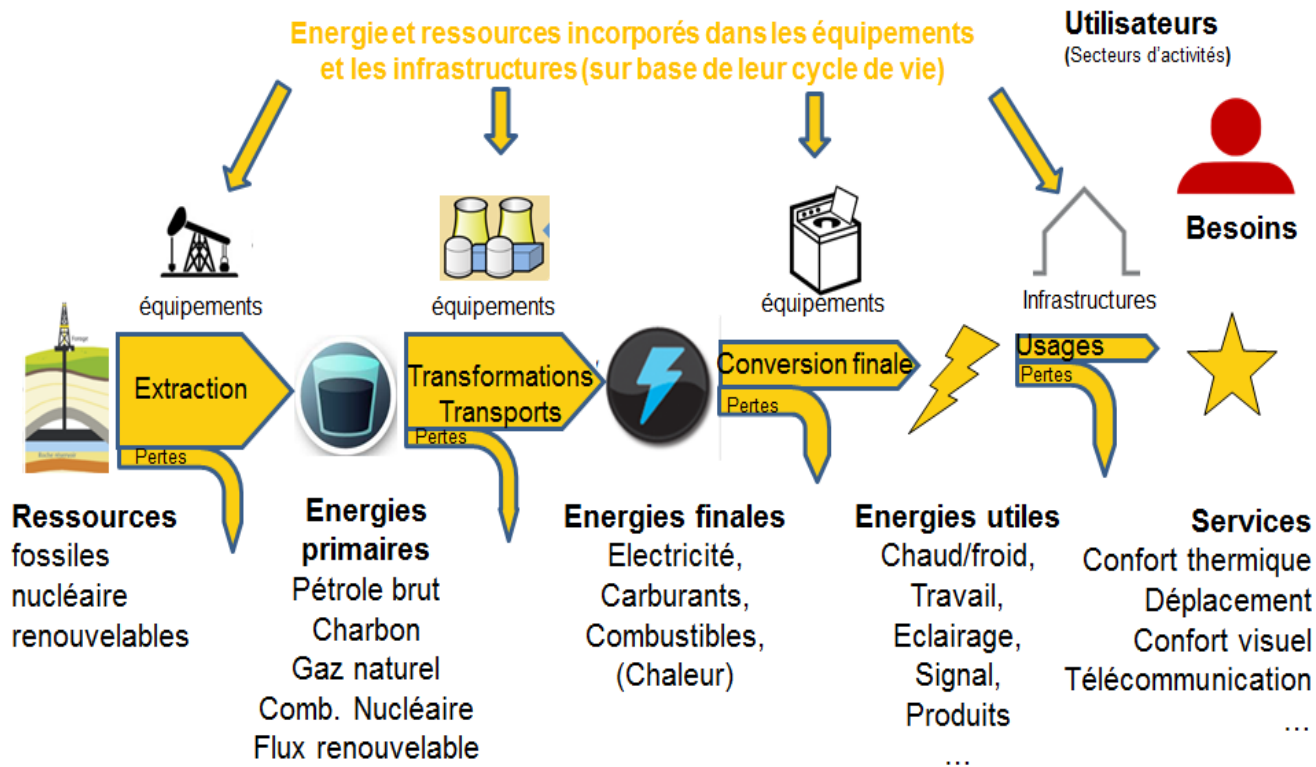 Energie et ressources incorporés dans les équipements
et les infrastructures (sur base de leur cycle de vie)
Utilisateurs
(Secteurs d'activités)
Besoins
équipements
équipements
équipements
Infrastructures
Forage
Roche réservoir
Extraction
Pertes
Transformations
Transports
Pertes
Conversion finale
Pertes
Usages
Pertes
Ressources
fossiles
nucléaire
renouvelables
Energies
primaires
Pétrole brut
Charbon
Gaz naturel
Comb. Nucléaire
Flux renouvelable
Energies finales
Electricité,
Carburants,
Combustibles,
(Chaleur)
Energies utiles
Chaud/froid,
Travail,
Eclairage,
Signal,
Produits
...
Services
Confort thermique
Déplacement
Confort visuel
Télécommunication
...